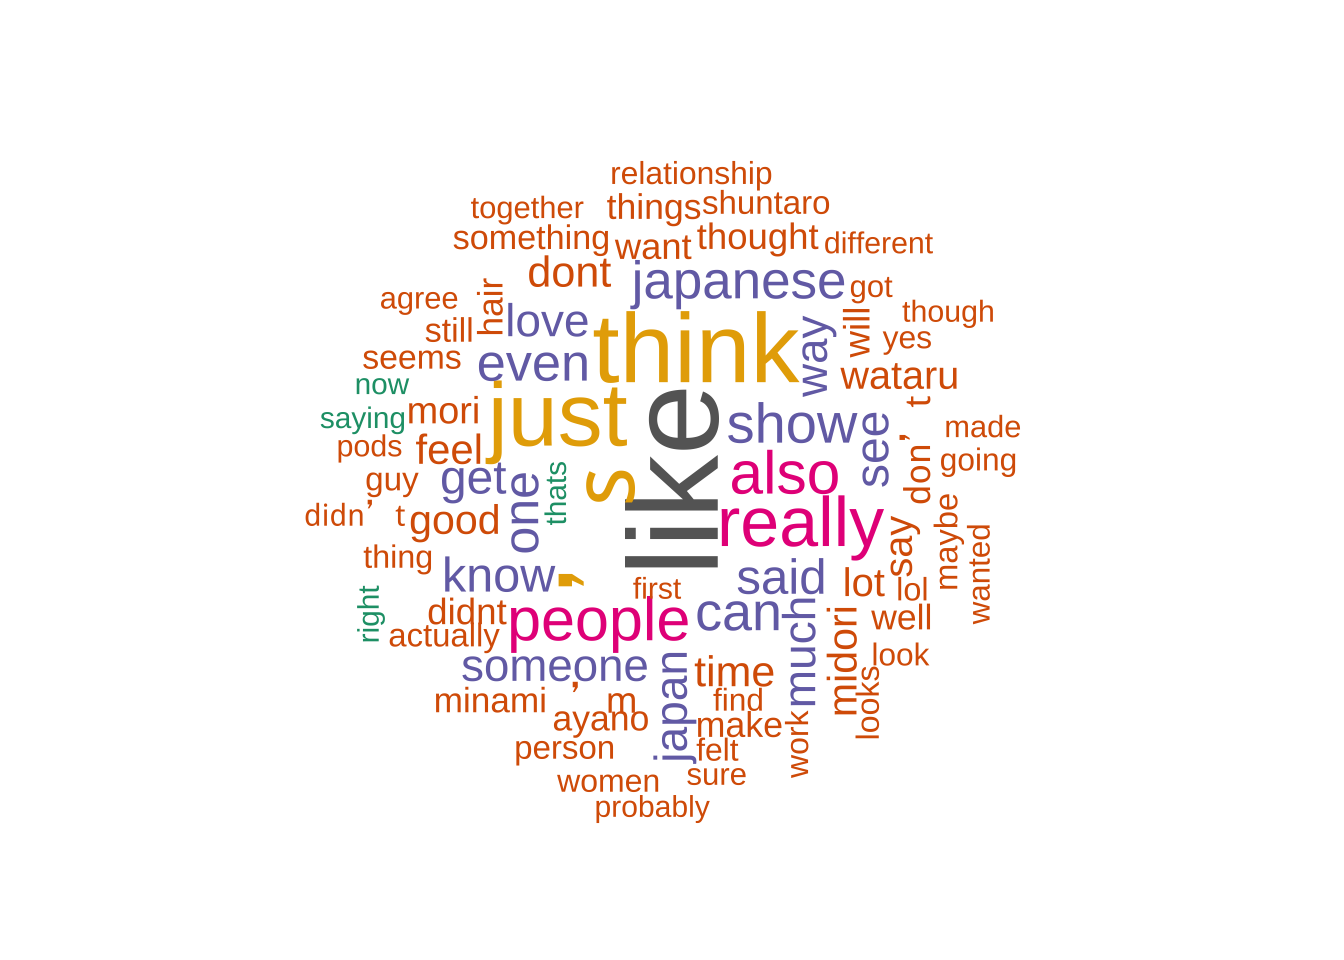 relationship
together
things
shuntaro
something
want
thought
different
dont
japanese
got
agree
hair
love
though
still
think
way
will
yes
seems
even
wataru
now
just
like
t
saying
mori
show
see
don’
made
pods
feel
also
going
guy
get
’s
one
thats
really
didn’t
good
say
maybe
wanted
thing
know
first
said
lot
lol
right
didnt
people
can
much
midori
well
actually
someone
japan
time
look
looks
minami
’m
find
ayano
make
work
person
felt
women
sure
probably